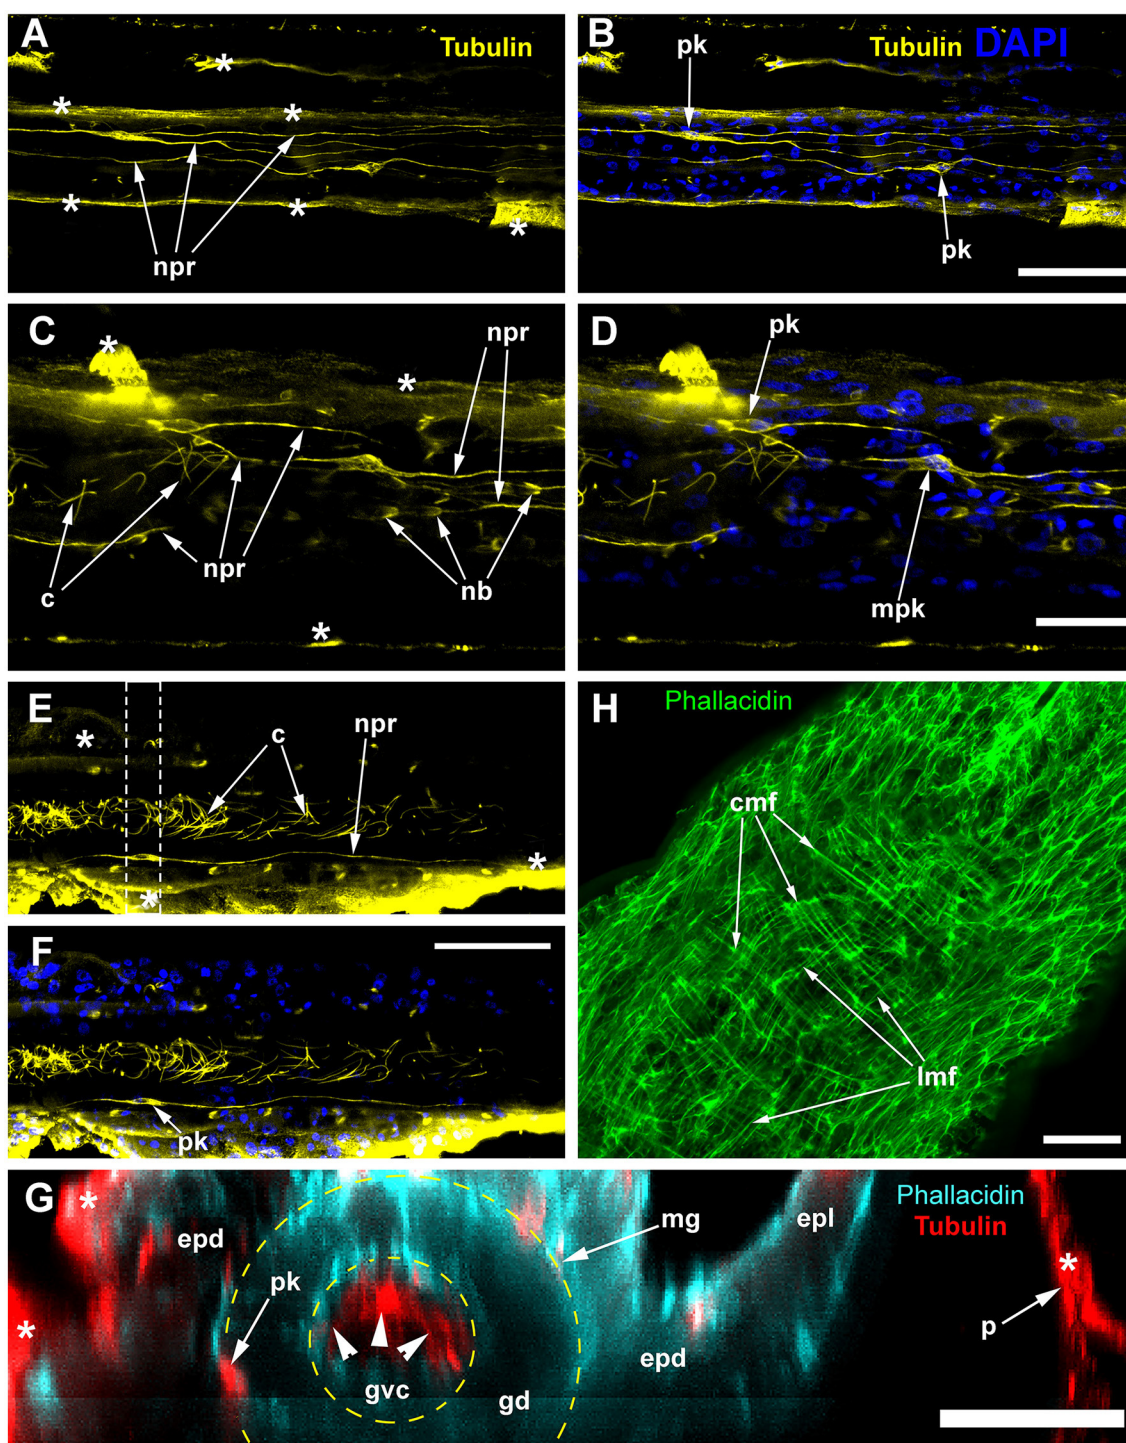 A
Tubulin
npr
B
Tubulin DAPI
pk
pk
C
npr
npr
c
nb
D
pk
mpk
E
c
npr
F
pk
H
Phallacidin
cmf
lmf
G
Phallacidin
Tubulin
epd
pk
mg
epl
p
epd
gvc
gd